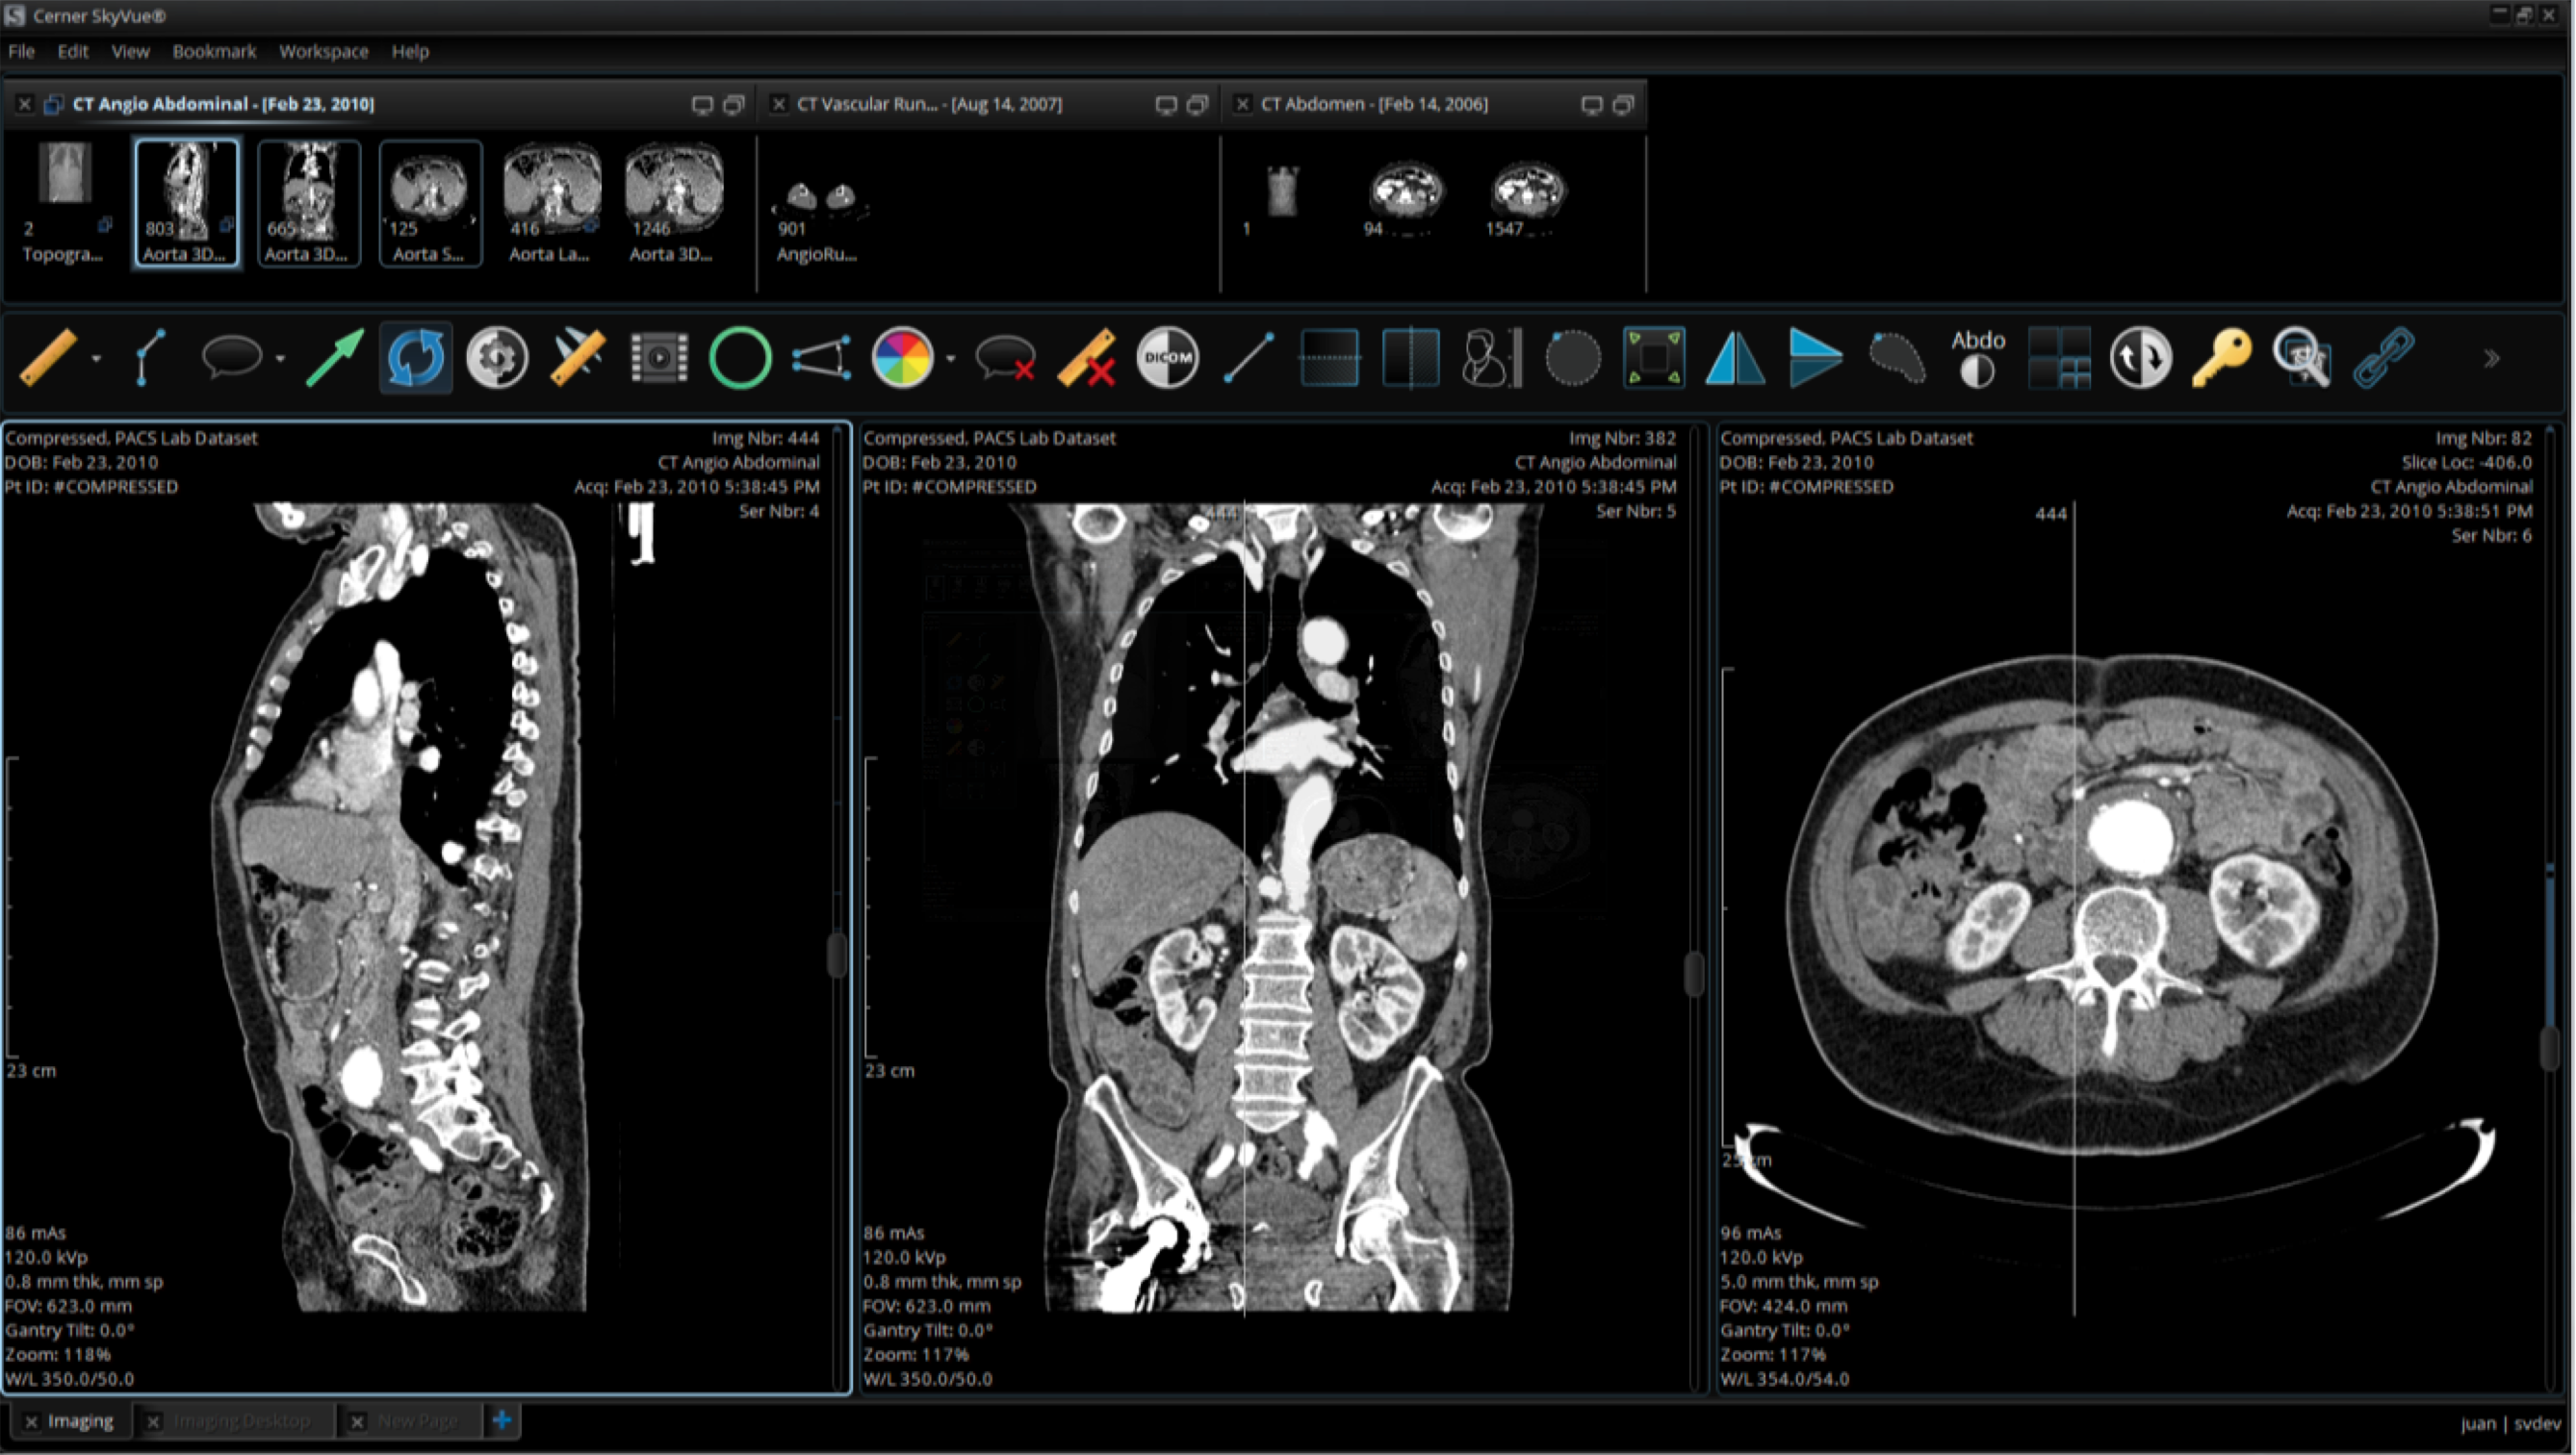 Cerner SkyVue®
File Edit View Bookmark Workspace Help
CT Angio Abdominal - [Feb 23, 2010]
CT Vascular Run... - [Aug 14, 2007]
CT Abdomen - [Feb 14, 2006]
2
Topogra...
803
Aorta 3D...
665
Aorta 3D...
125
Aorta S...
416
Aorta La...
1246
Aorta 3D...
901
AngioRu...
1
94
1547
DICOM
Abdo
Compressed, PACS Lab Dataset
DOB: Feb 23, 2010
Pt ID: #COMPRESSED
Img Nbr: 444
CT Angio Abdominal
Acq: Feb 23, 2010 5:38:45 PM
Ser Nbr: 4
23 cm
86 mAs
120.0 kVp
0.8 mm thk, mm sp
FOV: 623.0 mm
Gantry Tilt: 0.0°
Zoom: 118%
W/L 350.0/50.0
Compressed, PACS Lab Dataset
DOB: Feb 23, 2010
Pt ID: #COMPRESSED
Img Nbr: 382
CT Angio Abdominal
Acq: Feb 23, 2010 5:38:45 PM
Ser Nbr: 5
444
23 cm
86 mAs
120.0 kVp
0.8 mm thk, mm sp
FOV: 623.0 mm
Gantry Tilt: 0.0°
Zoom: 117%
W/L 350.0/50.0
Compressed, PACS Lab Dataset
DOB: Feb 23, 2010
Pt ID: #COMPRESSED
Img Nbr: 82
Slice Loc: -406.0
CT Angio Abdominal
Acq: Feb 23, 2010 5:38:51 PM
Ser Nbr: 6
444
96 mAs
120.0 kVp
5.0 mm thk, mm sp
FOV: 424.0 mm
Gantry Tilt: 0.0°
Zoom: 117%
W/L 354.0/54.0
Imaging
Imaging Desktop
New Page
juan | svdev